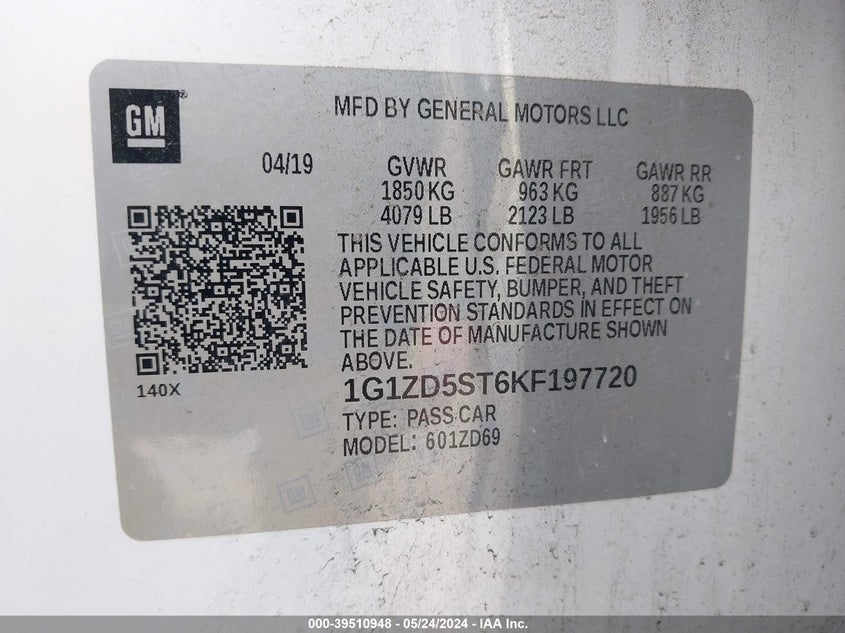 GM®
MFD BY GENERAL MOTORS LLC
04/19 GVWR GAWR FRT GAWR RR
1850 KG 963 KG 887 KG
4079 LB 2123 LB 1956 LB
THIS VEHICLE CONFORMS TO ALL
APPLICABLE U.S. FEDERAL MOTOR
VEHICLE SAFETY, BUMPER, AND THEFT
PREVENTION STANDARDS IN EFFECT ON
THE DATE OF MANUFACTURE SHOWN
ABOVE.
140X
1G1ZD5ST6KF197720
TYPE: PASS CAR
MODEL: 601ZD69
000-39510948 - 05/24/2024 - IAA Inc.